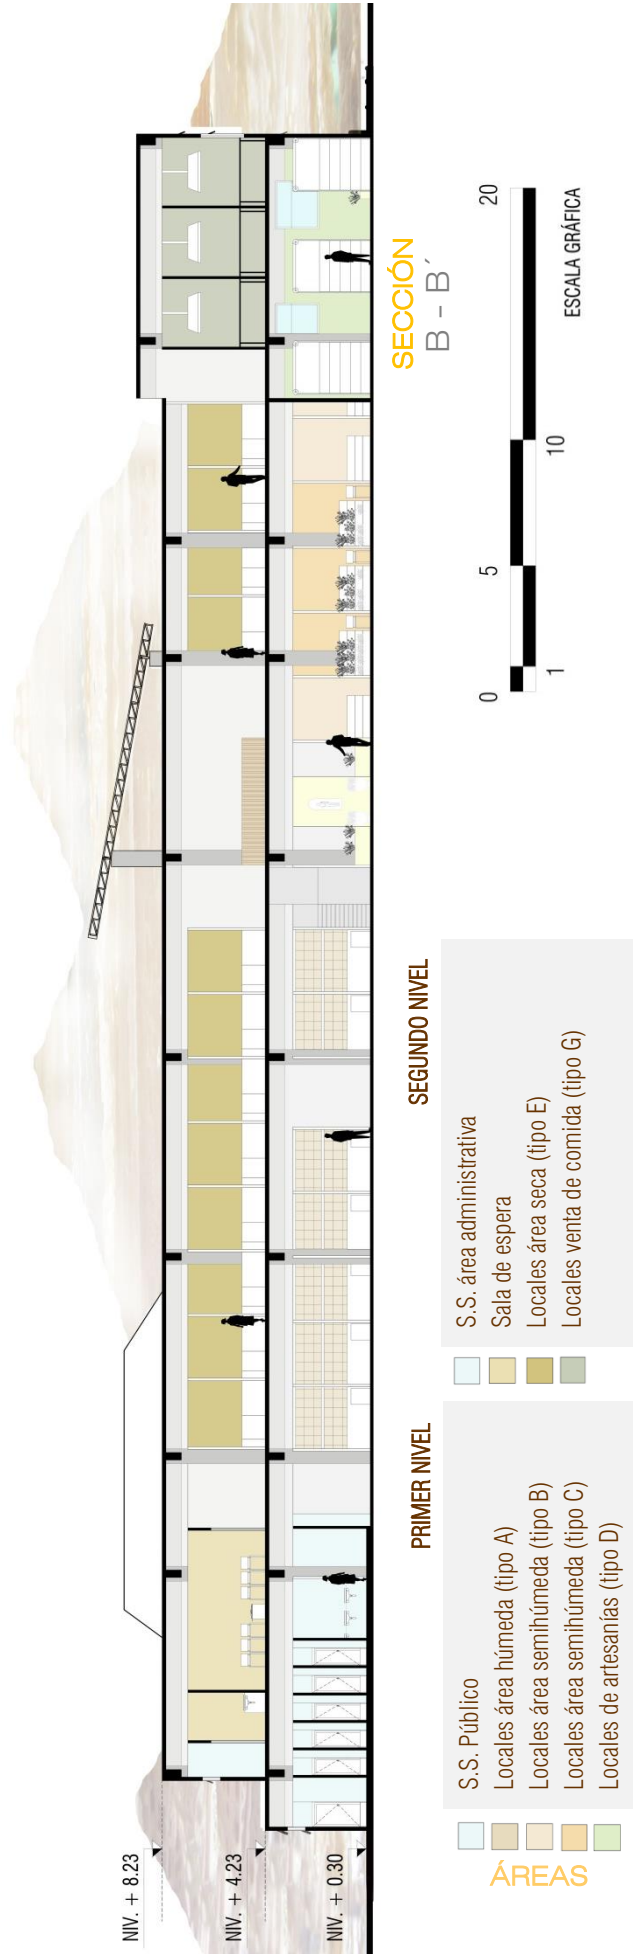 NIV. + 8.23
NIV. + 4.23
NIV. + 0.30
SECCIÓN
B - B´
ÁREAS
PRIMER NIVEL
S.S. Público
Locales área húmeda (tipo A)
Locales área semihúmeda (tipo B)
Locales área semihúmeda (tipo C)
Locales de artesanías (tipo D)
SEGUNDO NIVEL
S.S. área administrativa
Sala de espera
Locales área seca (tipo E)
Locales venta de comida (tipo G)
0 5 20
1 10
ESCALA GRÁFICA